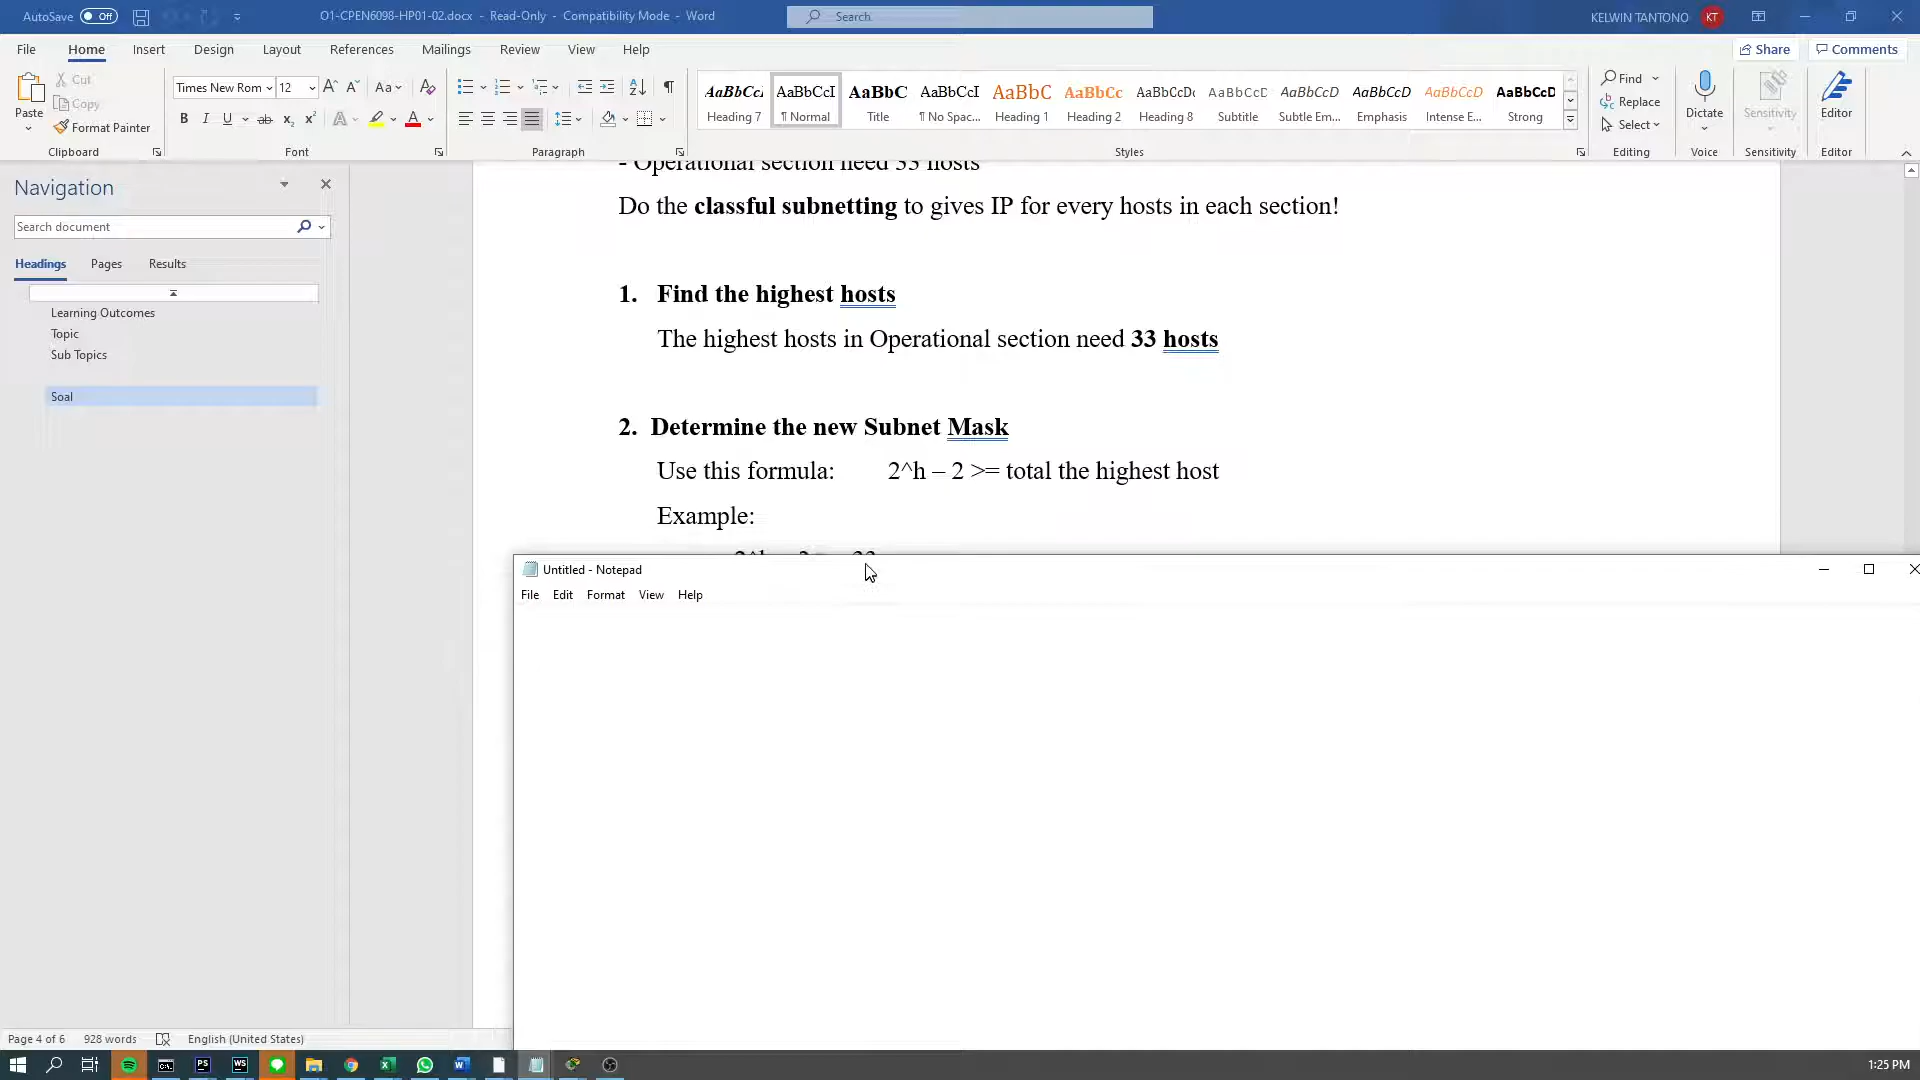 AutoSave Off O1-CPEN6098-HP01-02.docx - Read-Only - Compatibility Mode - Word Search KELWIN TANTONO KT
File Home Insert Design Layout References Mailings Review View Help Share Comments
Paste Cut Copy Format Painter
Times New Rom 12
AaBbCcI AaBbCcI AaBbC AaBbCcI AaBbC AaBbCc AaBbCcDc AaBbCcD AaBbCcD AaBbCcD AaBbCcD AaBbCcD
Heading 7 ¶ Normal Title ¶ No Spac... Heading 1 Heading 2 Heading 8 Subtitle Subtle Em... Emphasis Intense E... Strong
Find Replace Select Dictate Sensitivity Editor
Clipboard Font Paragraph Styles Editing Voice Sensitivity Editor
Navigation
Search document
Headings Pages Results
Learning Outcomes
Topic
Sub Topics
Soal
- Operational section need 33 hosts
Do the classful subnetting to gives IP for every hosts in each section!
1. Find the highest hosts
The highest hosts in Operational section need 33 hosts
2. Determine the new Subnet Mask
Use this formula: 2^h – 2 >= total the highest host
Example:
Untitled - Notepad
File Edit Format View Help
Page 4 of 6 928 words English (United States)
1:25 PM